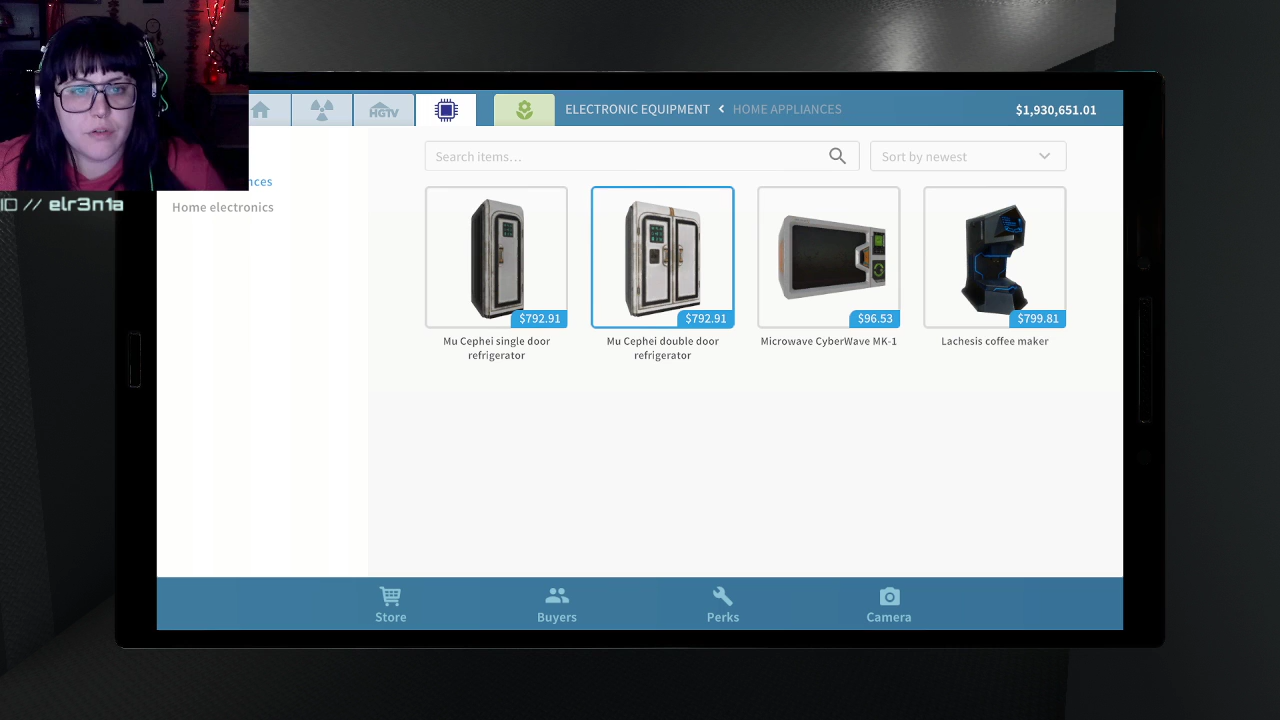 HGTV
ELECTRONIC EQUIPMENT < HOME APPLIANCES
$1,930,651.01
Search items...
Sort by newest
nces
Home electronics
ID // elr3n1a
$792.91
$792.91
$96.53
$799.81
Mu Cephei single door
refrigerator
Mu Cephei double door
refrigerator
Microwave CyberWave MK-1
Lachesis coffee maker
Store
Buyers
Perks
Camera